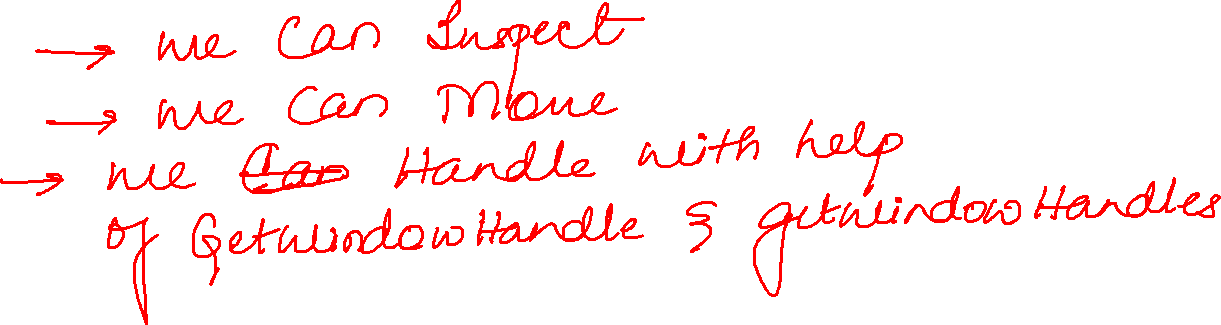 → we can Inspect
→ we can Move
→ we Can Handle with help
of GetwindowHandle & getwindowHandles